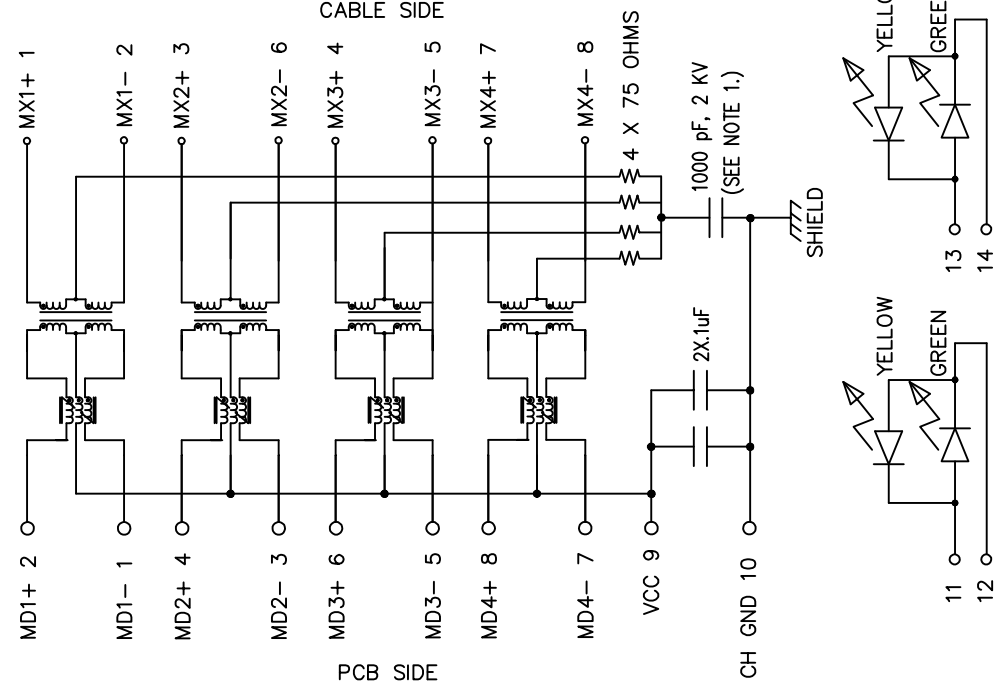 CABLE SIDE
MX1+ 1
MX1- 2
MX2+ 3
MX2- 6
MX3+ 4
MX3- 5
MX4+ 7
MX4- 8
4 X 75 OHMS
1000 pF, 2 KV
(SEE NOTE 1.)
SHIELD
2X.1uF
MD1+ 2
MD1- 1
MD2+ 4
MD2- 3
MD3+ 6
MD3- 5
MD4+ 8
MD4- 7
VCC 9
CH GND 10
PCB SIDE
13
14
YELLOW
GREEN
11
12